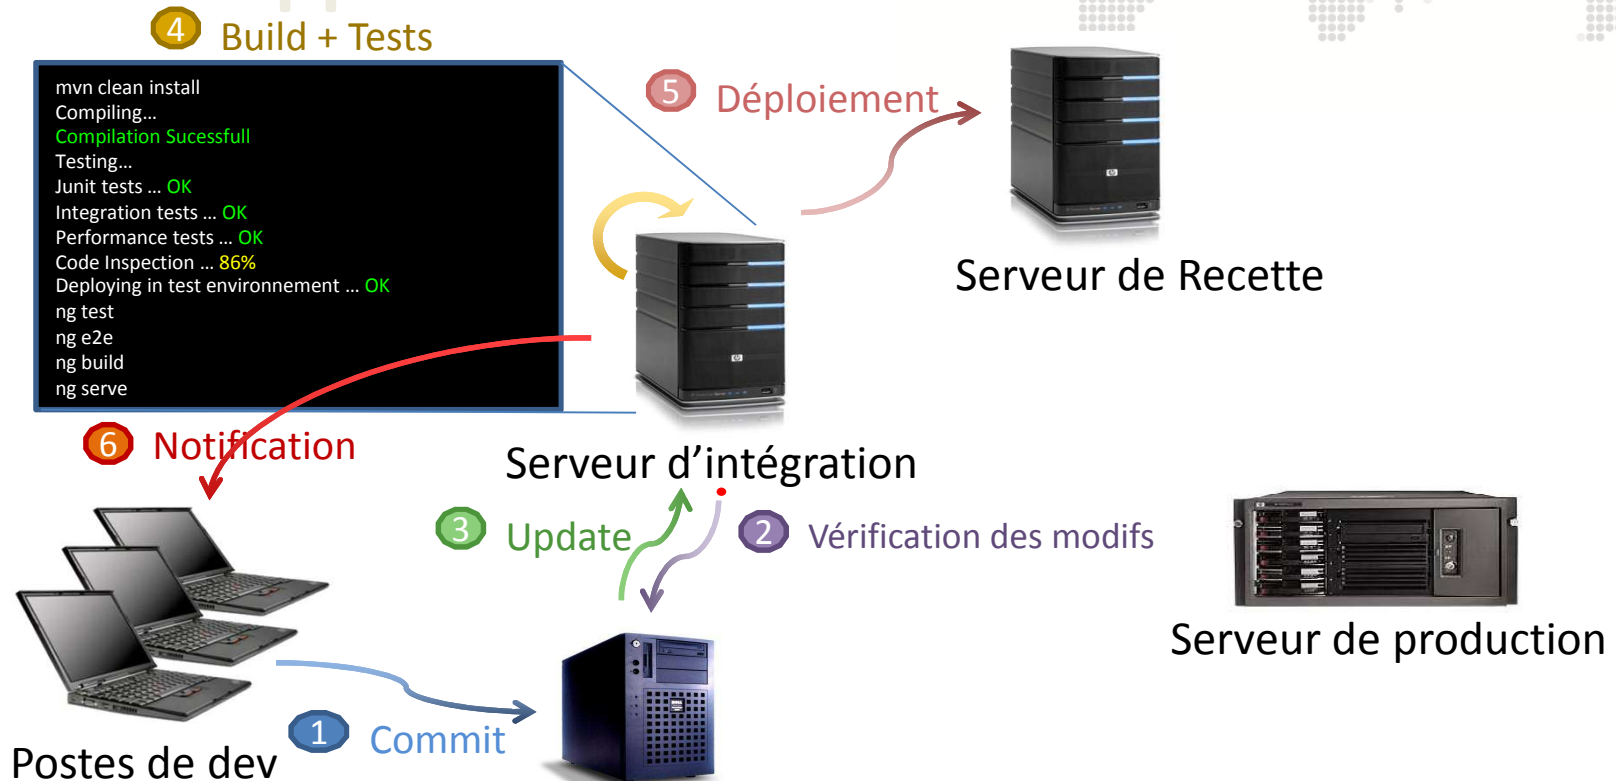 4 Build + Tests
mvn clean install
Compiling...
Compilation Sucessfull
Testing...
Junit tests ... OK
Integration tests ... OK
Performance tests ... OK
Code Inspection ... 86%
Deploying in test environnement ... OK
ng test
ng e2e
ng build
ng serve
5 Déploiement
Serveur de Recette
6 Notification
Serveur d’intégration
3 Update
2 Vérification des modifs
Serveur de production
1 Commit
Postes de dev